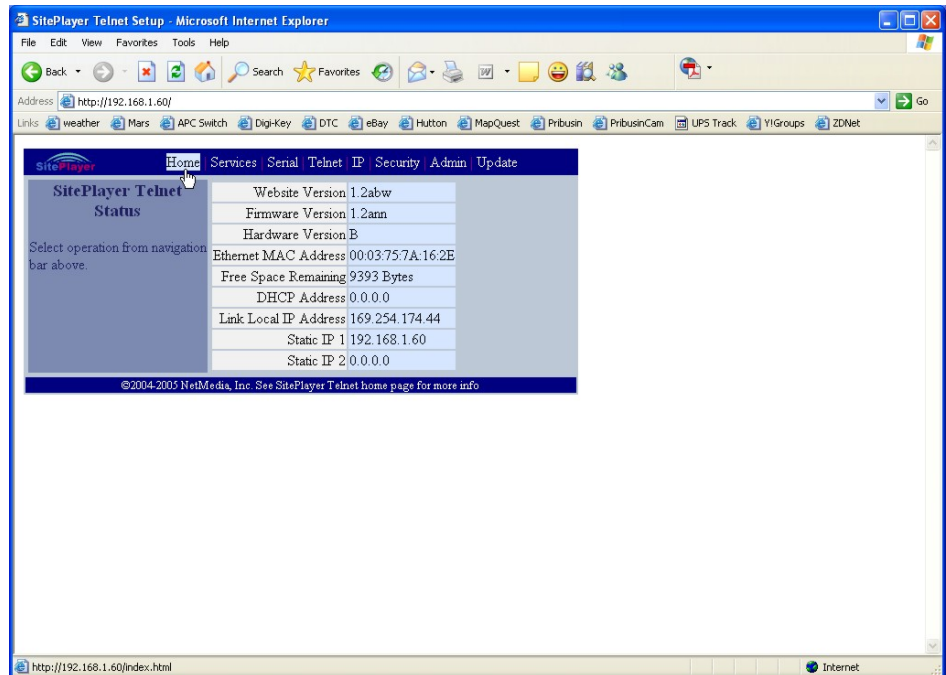 SitePlayer Telnet Setup - Microsoft Internet Explorer
File Edit View Favorites Tools Help
Back Search Favorites
Address http://192.168.1.60/ Go
Links weather Mars APC Switch Digi-Key DTC eBay Hutton MapQuest Pribusin PribusinCam UPS Track Y!Groups ZDNet
SitePlayer Home | Services | Serial | Telnet | IP | Security | Admin | Update
SitePlayer Telnet
Status
Select operation from navigation
bar above.
Website Version 1.2abw
Firmware Version 1.2ann
Hardware Version B
Ethernet MAC Address 00:03:75:7A:16:2E
Free Space Remaining 9393 Bytes
DHCP Address 0.0.0.0
Link Local IP Address 169.254.174.44
Static IP 1 192.168.1.60
Static IP 2 0.0.0.0
©2004-2005 NetMedia, Inc. See SitePlayer Telnet home page for more info
http://192.168.1.60/index.html Internet